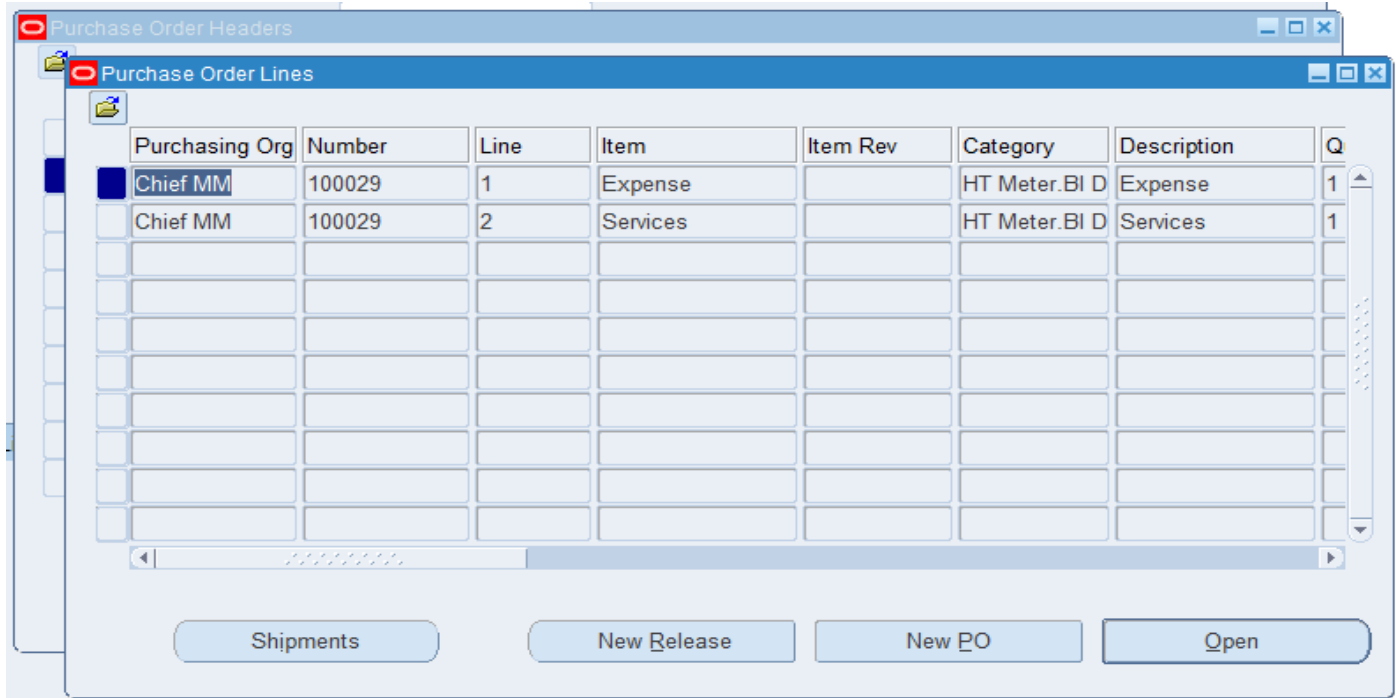 Purchase Order Headers
Purchase Order Lines
Purchasing Org Number Line Item Item Rev Category Description Q
Chief MM 100029 1 Expense HT Meter.BI D Expense 1
Chief MM 100029 2 Services HT Meter.BI D Services 1
Shipments New Release New PO Open